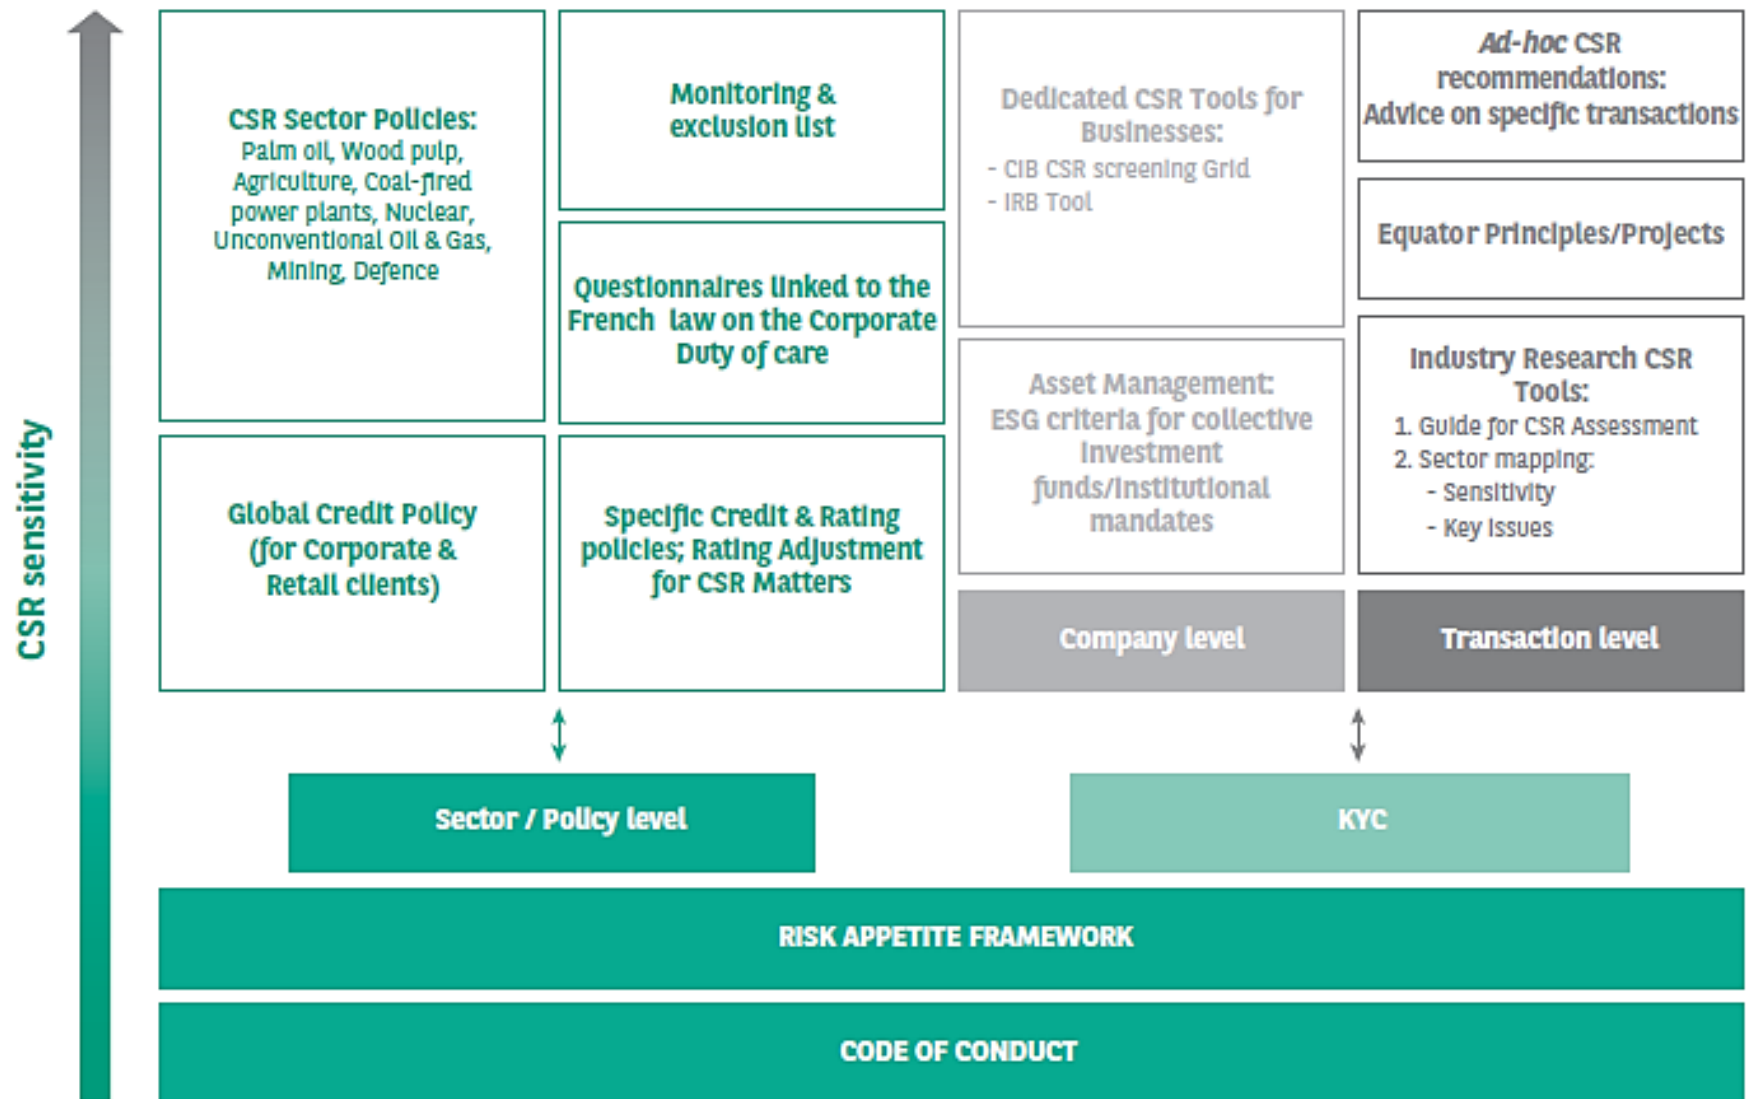 CSR sensitivity
CSR Sector Policies:
Palm oil, Wood pulp,
Agriculture, Coal-fired
power plants, Nuclear,
Unconventional Oil & Gas,
Mining, Defence
Global Credit Policy
(for Corporate &
Retail clients)
Monitoring &
exclusion list
Questionnaires linked to the
French law on the Corporate
Duty of care
Specific Credit & Rating
policies; Rating Adjustment
for CSR Matters
Dedicated CSR Tools for
Businesses:
- CIB CSR screening Grid
- IRB Tool
Asset Management:
ESG criteria for collective
investment
funds/institutional
mandates
Company level
Ad-hoc CSR
recommendations:
Advice on specific transactions
Equator Principles/Projects
Industry Research CSR
Tools:
1. Guide for CSR Assessment
2. Sector mapping:
- Sensitivity
- Key issues
Transaction level
Sector / Policy level
KYC
RISK APPETITE FRAMEWORK
CODE OF CONDUCT